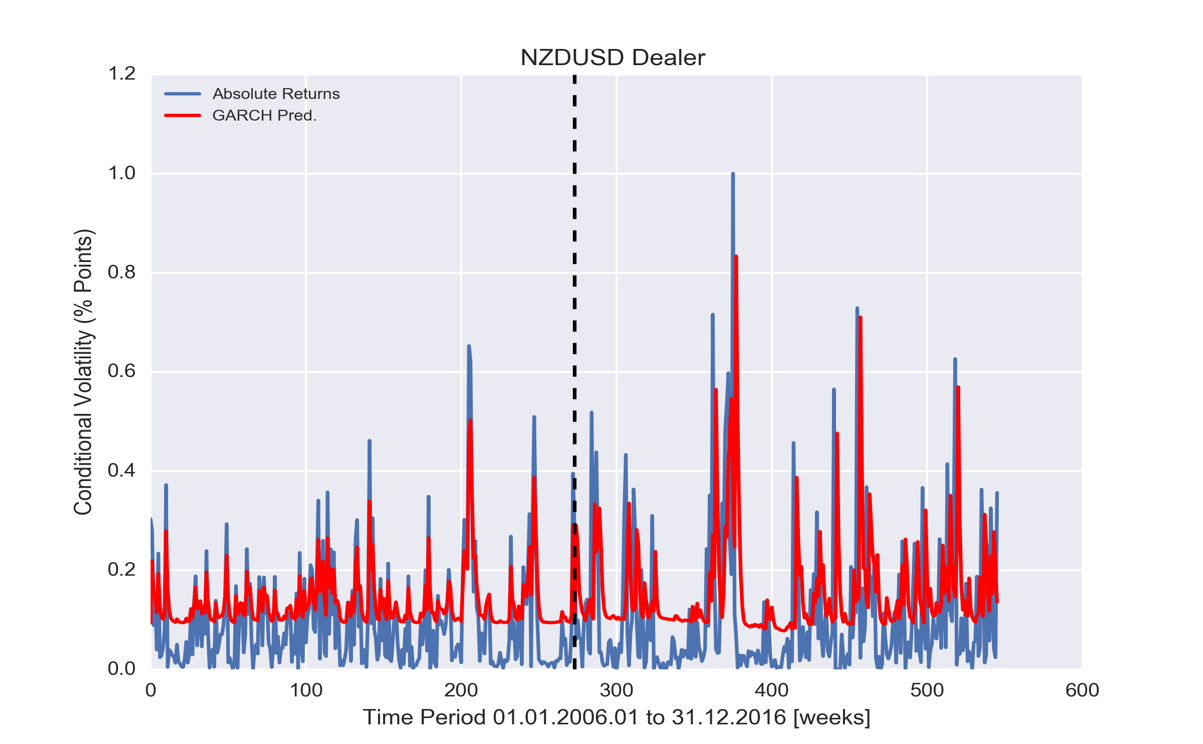 NZDUSD Dealer
1.2
1.0
0.8
0.6
0.4
0.2
0.0
Absolute Returns
GARCH Pred.
Conditional Volatility (% Points)
0 100 200 300 400 500 600
Time Period 01.01.2006.01 to 31.12.2016 [weeks]